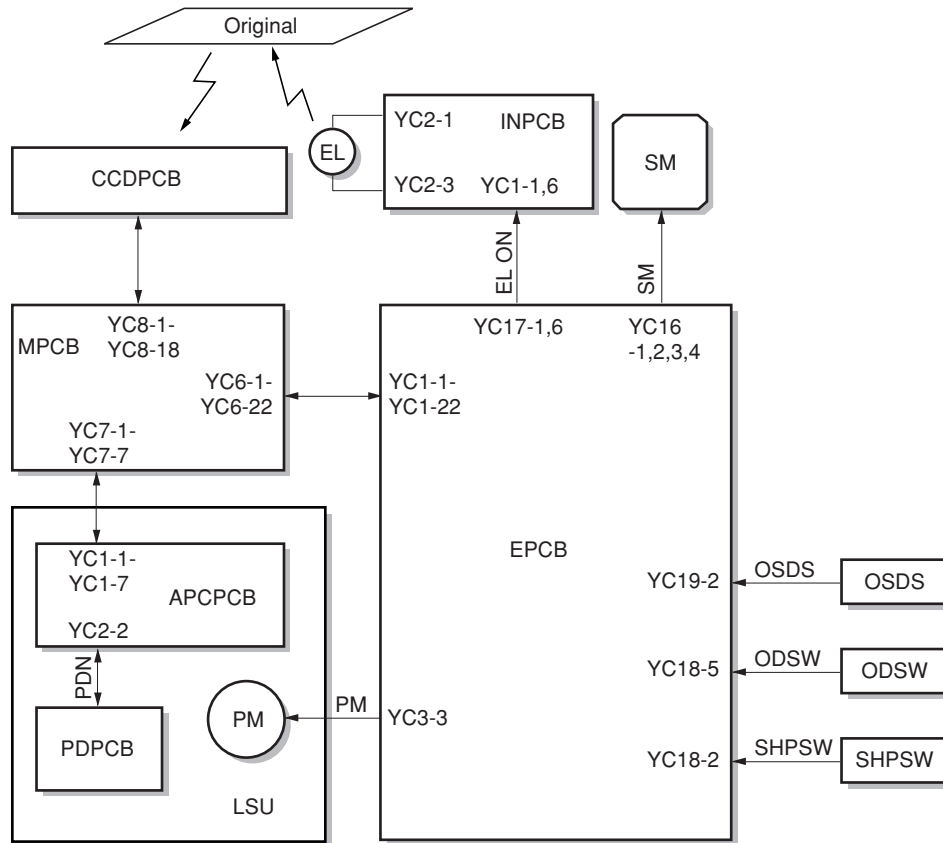 Original
YC2-1
INPCB
EL
SM
CCDPCB
YC2-3
YC1-1,6
EL ON
SM
YC8-1-
YC8-18
MPCB
YC17-1,6
YC16
-1,2,3,4
YC6-1-
YC6-22
YC1-1-
YC1-22
YC7-1-
YC7-7
EPCB
YC1-1-
YC1-7
APCPCB
YC2-2
YC19-2
OSDS
OSDS
PDN
YC18-5
ODSW
ODSW
PM
PM
YC3-3
PDPCB
YC18-2
SHPSW
SHPSW
LSU